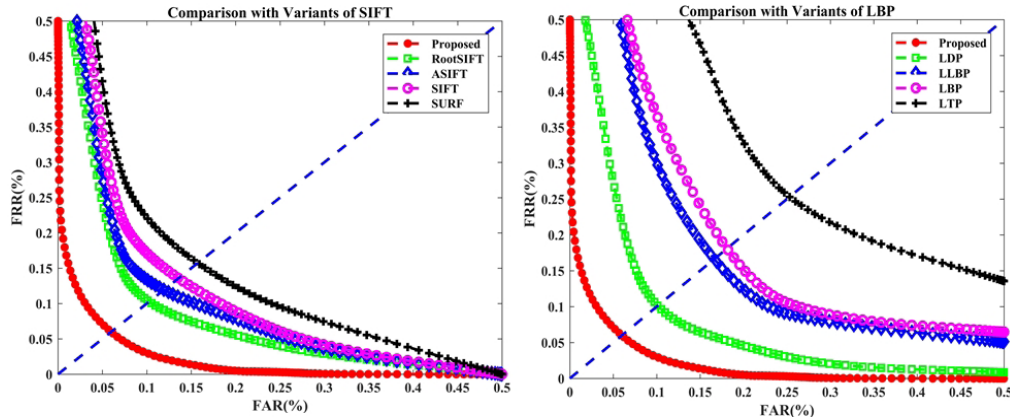 Comparison with Variants of SIFT
0.5
0.45
0.4
0.35
0.3
0.25
0.2
0.15
0.1
0.05
0
FRR(%)
Proposed
RootSIFT
ASIFT
SIFT
SURF
0 0.05 0.1 0.15 0.2 0.25 0.3 0.35 0.4 0.45 0.5
FAR(%)
Comparison with Variants of LBP
0.5
0.45
0.4
0.35
0.3
0.25
0.2
0.15
0.1
0.05
0
FRR(%)
Proposed
LDP
LLBP
LBP
LTP
0 0.05 0.1 0.15 0.2 0.25 0.3 0.35 0.4 0.45 0.5
FAR(%)